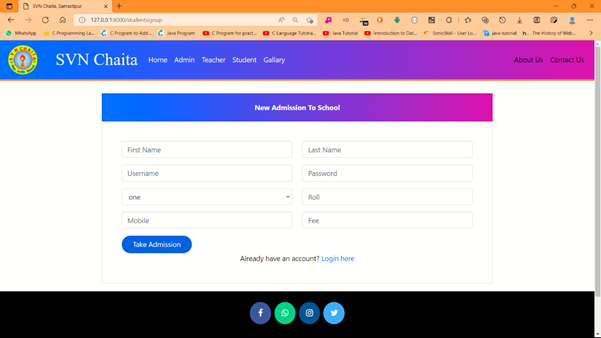 SVN Chaita, Samastipur
127.0.0.1:8000/studentsignup
WhatsApp C Programming La... C Program to Add... Java Program C Program for pract... C Language Tutoria... Java Tutorial Introduction to Dat... SonicWall - User Lo... java tutorial The History of Web...
SVN Chaita Home Admin Teacher Student Gallary About Us Contact Us
New Admission To School
First Name Last Name
Username Password
one Roll
Mobile Fee
Take Admission
Already have an account? Login here